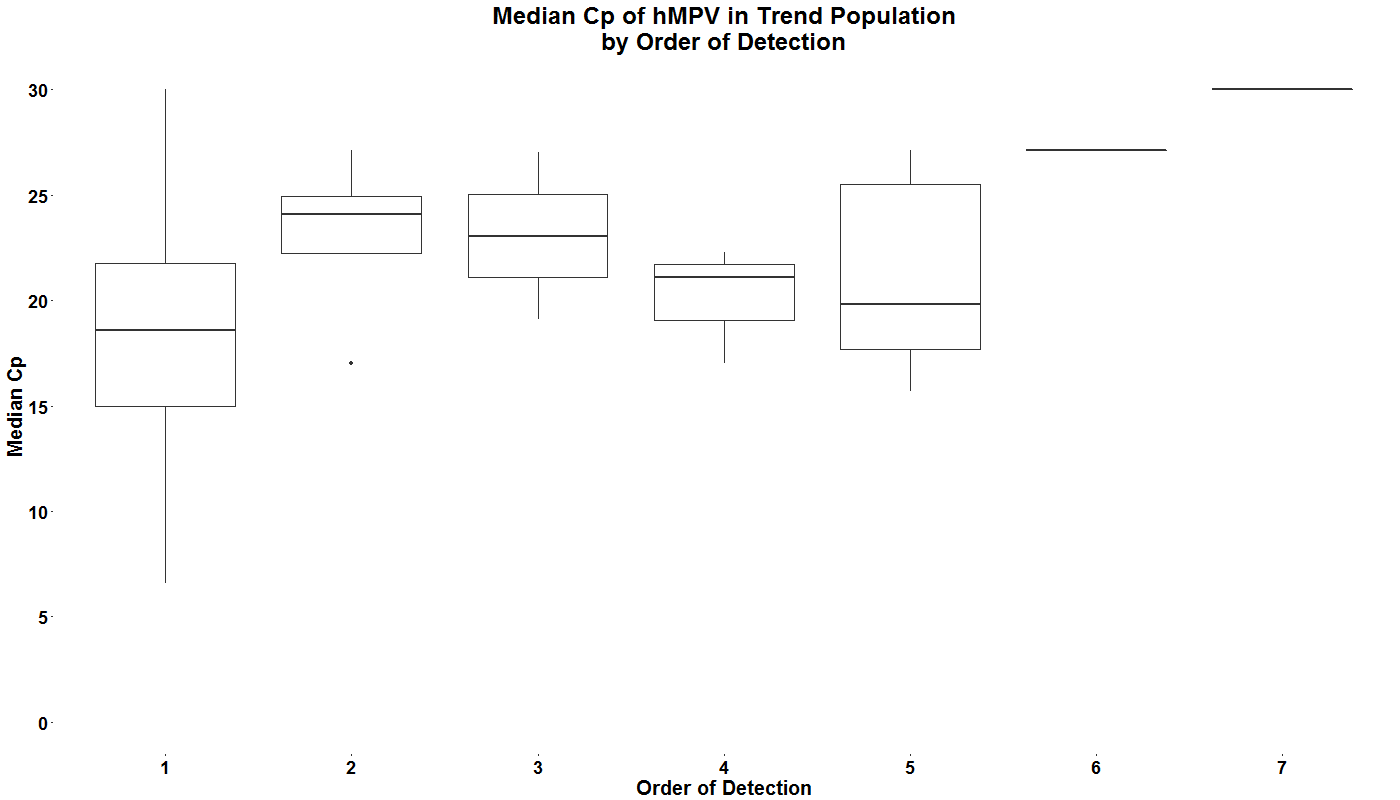 Median Cp of hMPV in Trend Population
by Order of Detection
Median Cp
30
25
20
15
10
5
0
1 2 3 4 5 6 7
Order of Detection